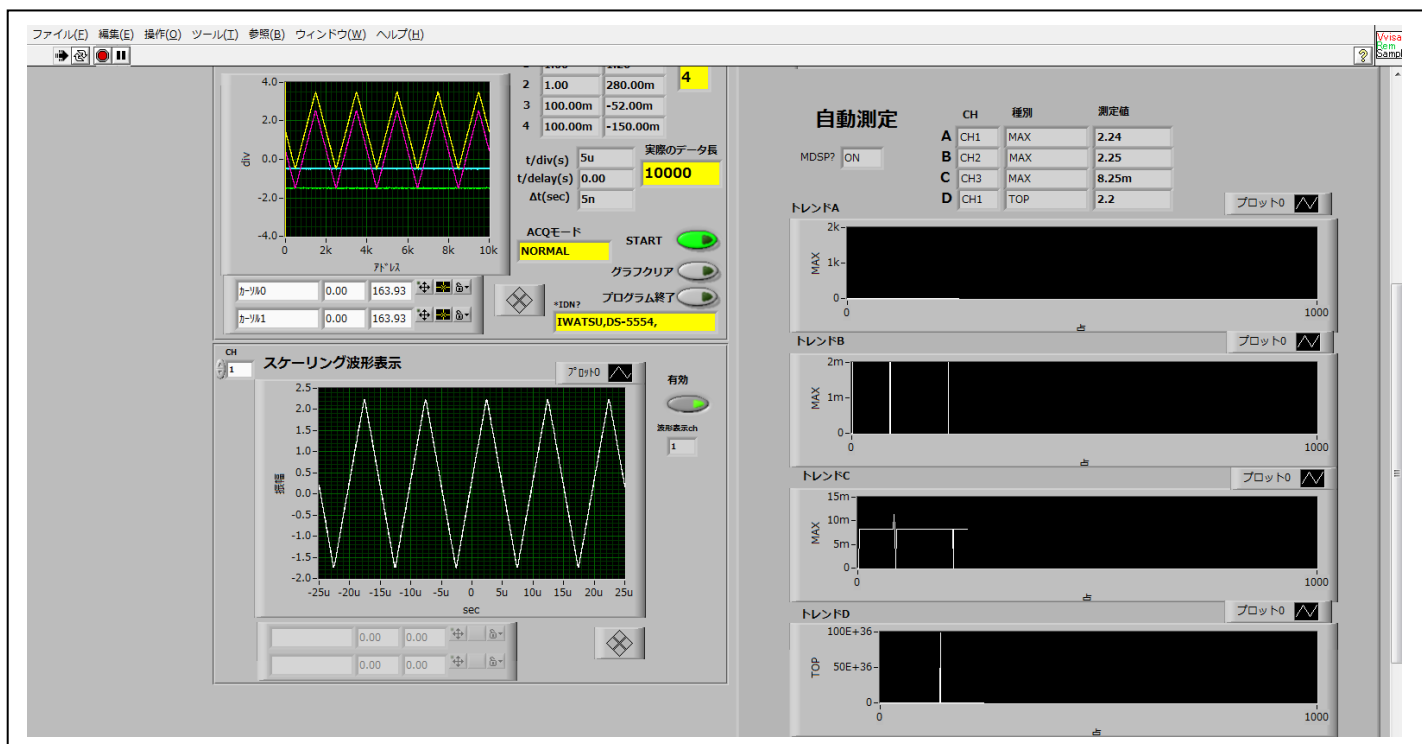 ファイル(F) 編集(E) 操作(O) ツール(T) 参照(B) ウィンドウ(W) ヘルプ(H)
Vvisa
?
Sampl
4
2 1.00 280.00m
3 100.00m -52.00m
4 100.00m -150.00m
t/div(s) 5u
t/delay(s) 0.00
Δt(sec) 5n
実際のデータ長
10000
div
4.0
2.0
0.0
-2.0
-4.0
0 2k 4k 6k 8k 10k
アドレス
ACQモード
NORMAL
START
グラフクリア
プログラム終了
*IDN?
IWATSU,DS-5554,
カーソル0 0.00 163.93
カーソル1 0.00 163.93
CH
1
スケーリング波形表示
プロット0
有効
波形表示ch
1
振幅
2.5
2.0
1.5
1.0
0.5
0.0
-0.5
-1.0
-1.5
-2.0
-25u -20u -15u -10u -5u 0 5u 10u 15u 20u 25u
sec
0.00 0.00
0.00 0.00
自動測定
MDSP? ON
CH 種別 測定値
A CH1 MAX 2.24
B CH2 MAX 2.25
C CH3 MAX 8.25m
D CH1 TOP 2.2
トレンドA
プロット0
MAX
2k
1k
0
0 1000
点
トレンドB
プロット0
MAX
2m
1m
0
0 1000
点
トレンドC
プロット0
MAX
15m
10m
5m
0
0 1000
点
トレンドD
プロット0
TOP
100E+36
50E+36
0
0 1000
点